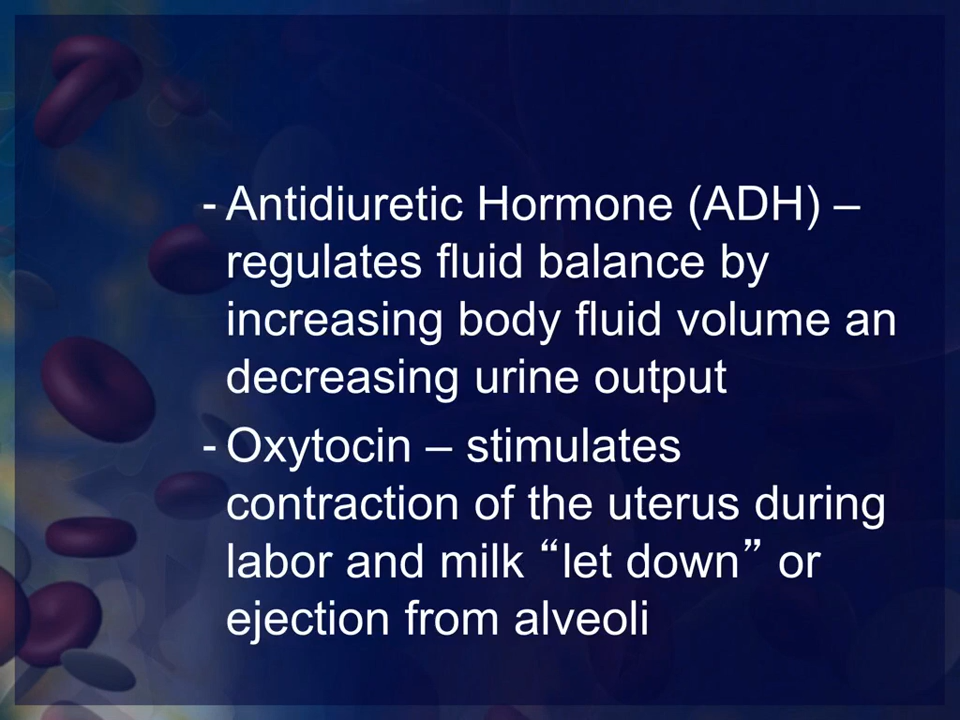 - Antidiuretic Hormone (ADH) –
regulates fluid balance by
increasing body fluid volume an
decreasing urine output
- Oxytocin – stimulates
contraction of the uterus during
labor and milk “let down” or
ejection from alveoli